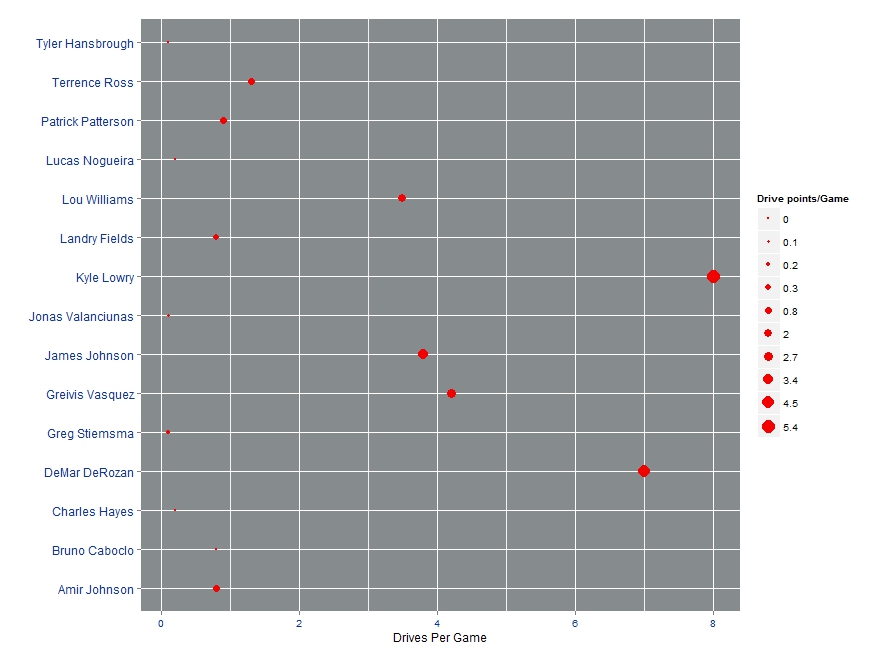 Tyler Hansbrough
Terrence Ross
Patrick Patterson
Lucas Nogueira
Lou Williams
Landry Fields
Kyle Lowry
Jonas Valanciunas
James Johnson
Greivis Vasquez
Greg Stiemsma
DeMar DeRozan
Charles Hayes
Bruno Caboclo
Amir Johnson
0 2 4 6 8
Drives Per Game
Drive points/Game
0
0.1
0.2
0.3
0.8
2
2.7
3.4
4.5
5.4